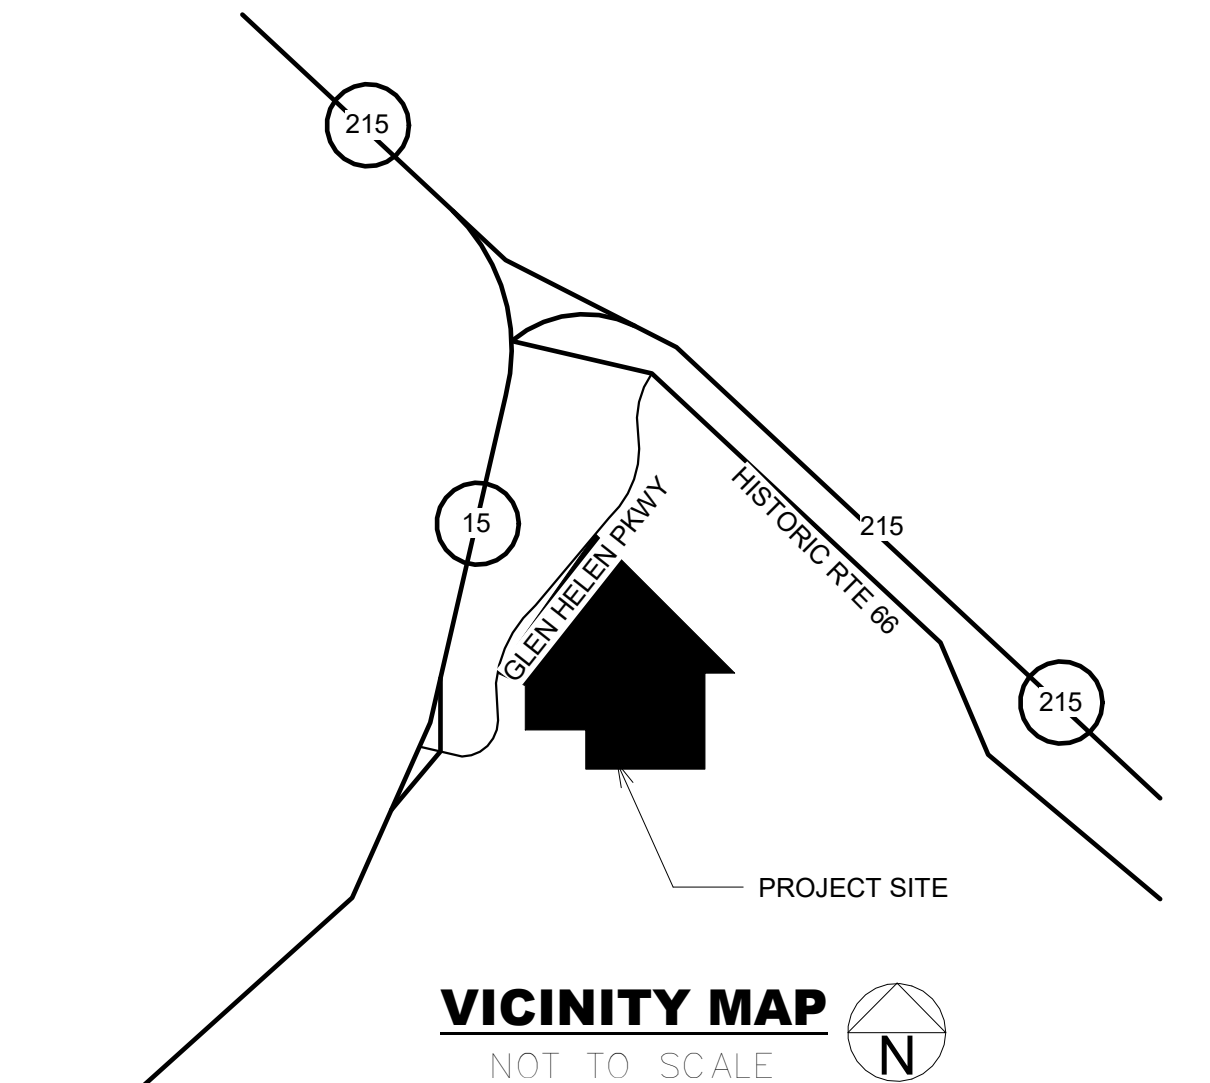 215
15
GLEN HELEN PKWY
HISTORIC RTE 66
215
215
PROJECT SITE
VICINITY MAP
NOT TO SCALE
N